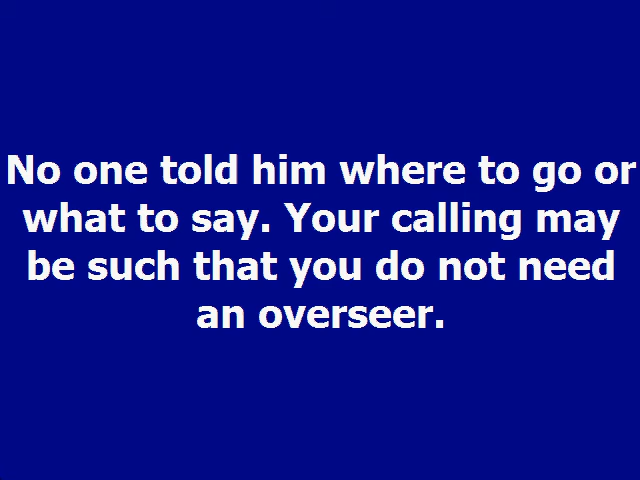 No one told him where to go or
what to say. Your calling may
be such that you do not need
an overseer.